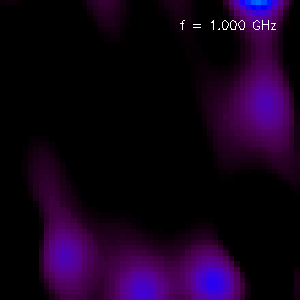 f = 1.000 GHz